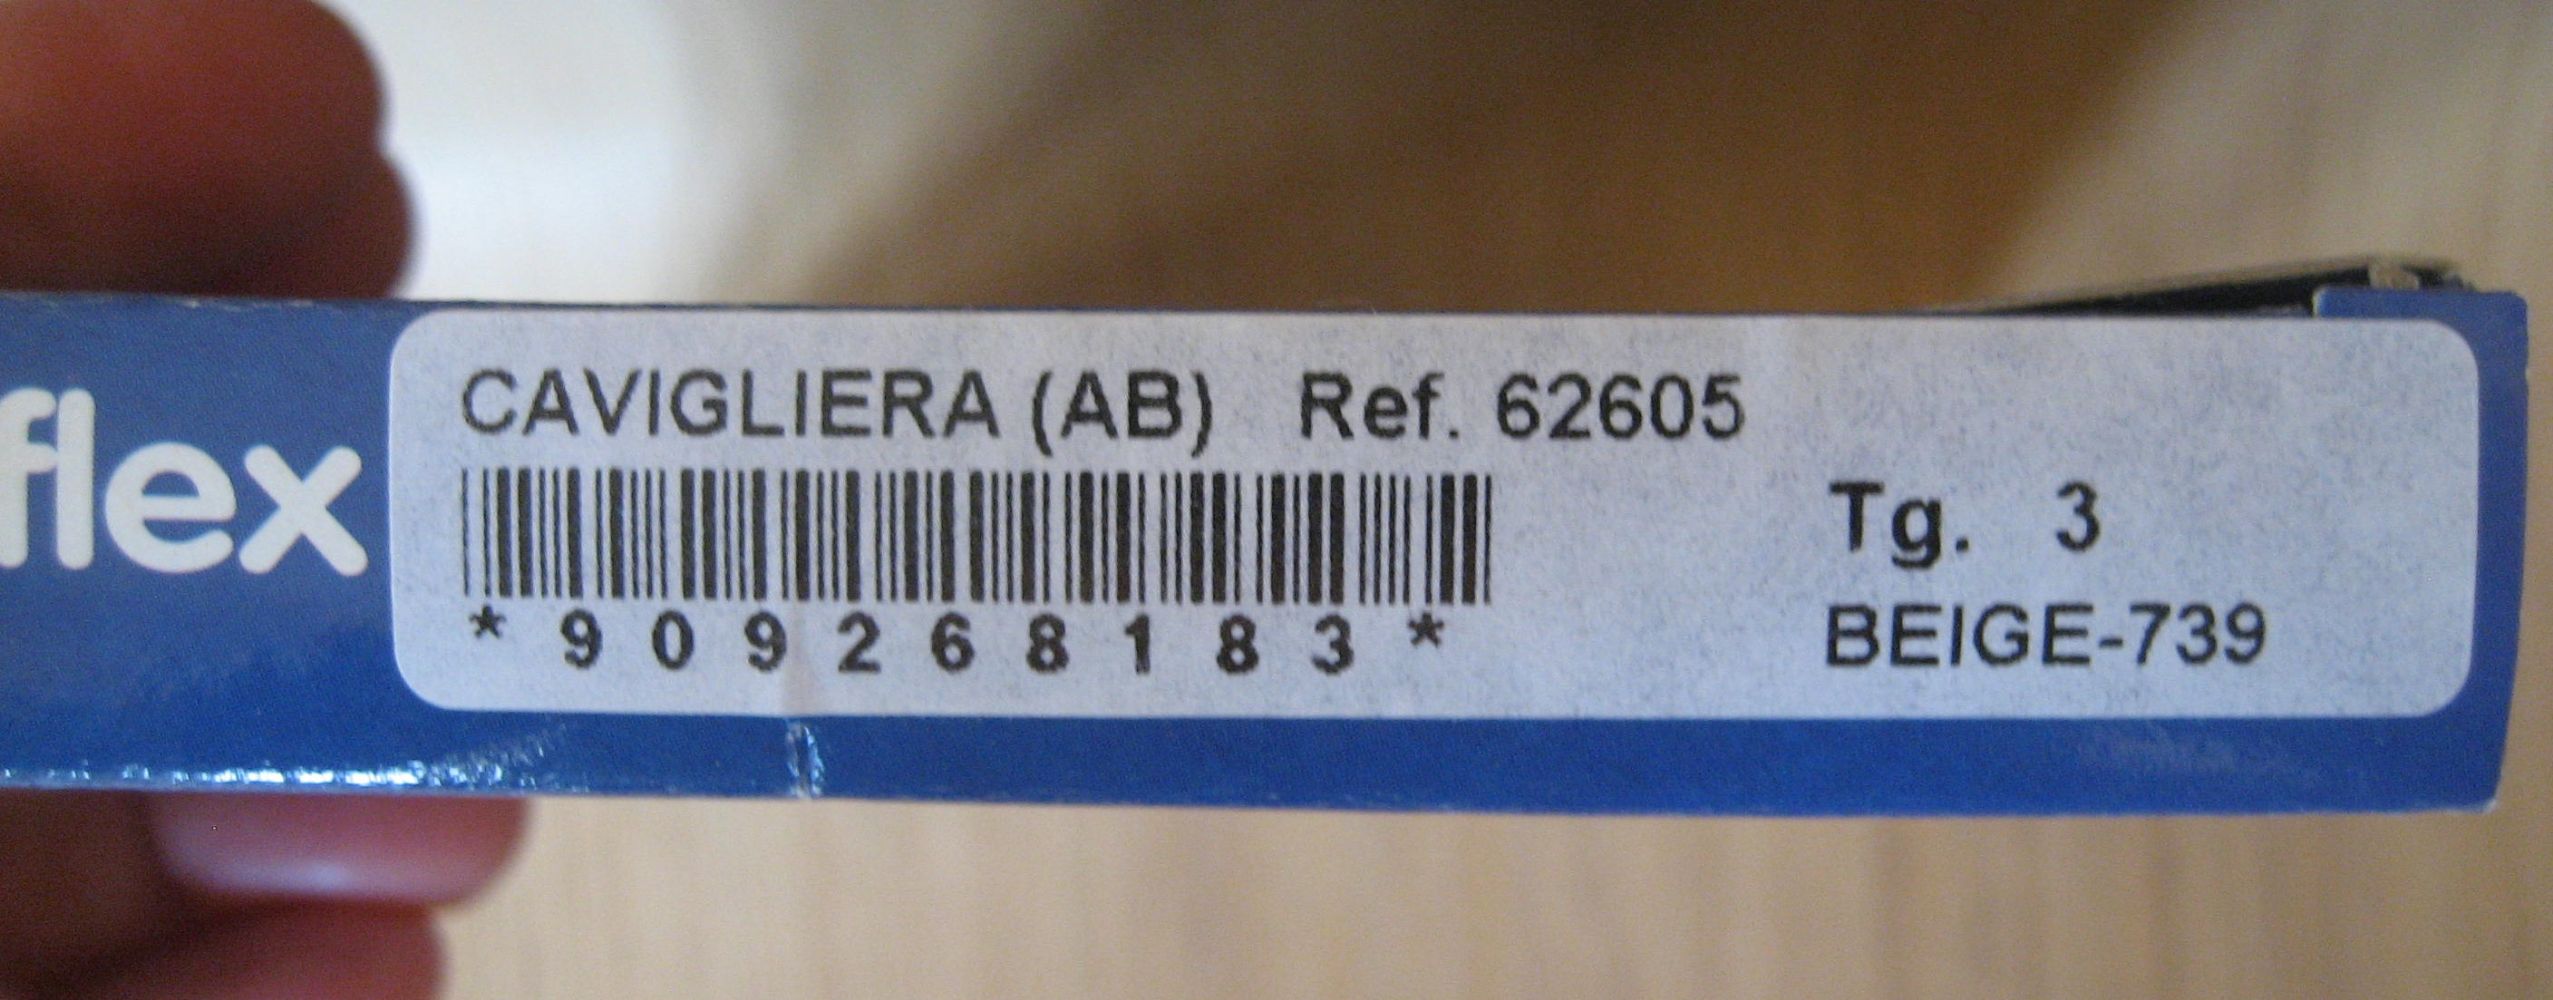 flex
CAVIGLIERA (AB) Ref. 62605
Tg. 3
*909268183*
BEIGE-739